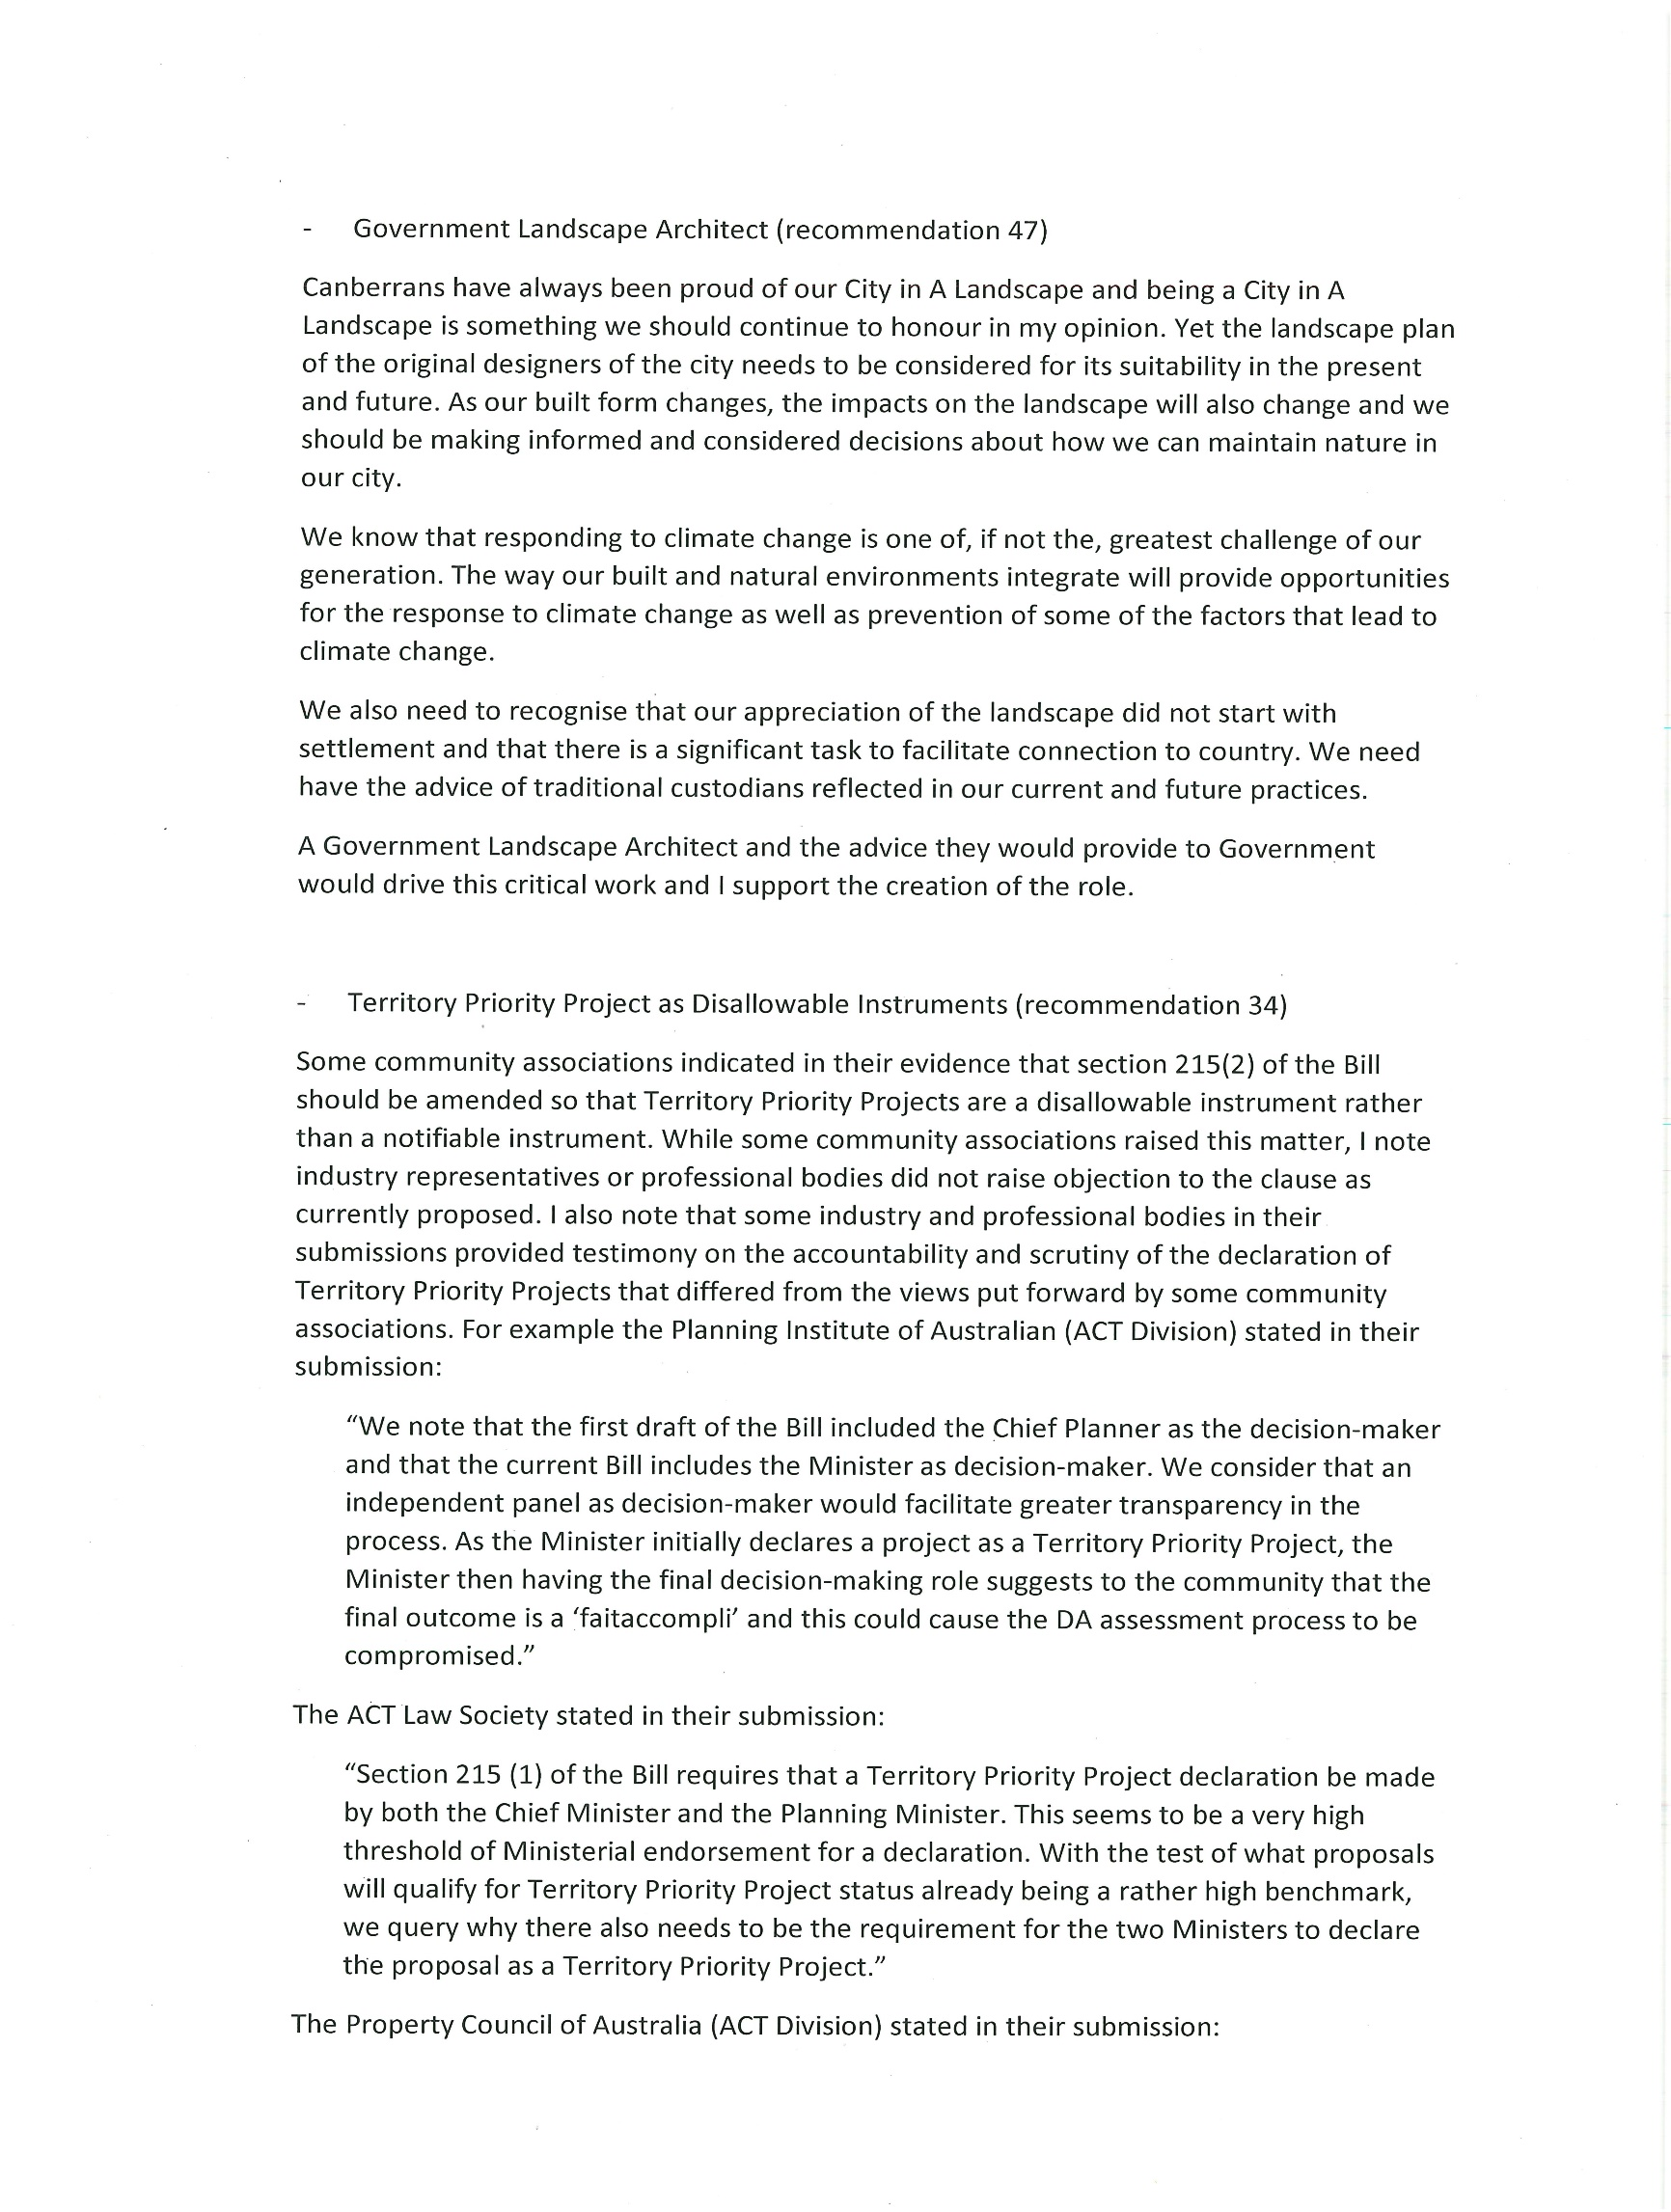 - Government Landscape Architect (recommendation 47)
Canberrans have always been proud of our City in A Landscape and being a City in A
Landscape is something we should continue to honour in my opinion. Yet the landscape plan
of the original designers of the city needs to be considered for its suitability in the present
and future. As our built form changes, the impacts on the landscape will also change and we
should be making informed and considered decisions about how we can maintain nature in
our city.
We know that responding to climate change is one of, if not the, greatest challenge of our
generation. The way our built and natural environments integrate will provide opportunities
for the response to climate change as well as prevention of some of the factors that lead to
climate change.
We also need to recognise that our appreciation of the landscape did not start with
settlement and that there is a significant task to facilitate connection to country. We need
have the advice of traditional custodians reflected in our current and future practices.
A Government Landscape Architect and the advice they would provide to Government
would drive this critical work and I support the creation of the role.
- Territory Priority Project as Disallowable Instruments (recommendation 34)
Some community associations indicated in their evidence that section 215(2) of the Bill
should be amended so that Territory Priority Projects are a disallowable instrument rather
than a notifiable instrument. While some community associations raised this matter, I note
industry representatives or professional bodies did not raise objection to the clause as
currently proposed. I also note that some industry and professional bodies in their
submissions provided testimony on the accountability and scrutiny of the declaration of
Territory Priority Projects that differed from the views put forward by some community
associations. For example the Planning Institute of Australian (ACT Division) stated in their
submission:
“We note that the first draft of the Bill included the Chief Planner as the decision-maker
and that the current Bill includes the Minister as decision-maker. We consider that an
independent panel as decision-maker would facilitate greater transparency in the
process. As the Minister initially declares a project as a Territory Priority Project, the
Minister then having the final decision-making role suggests to the community that the
final outcome is a ‘faitaccompli’ and this could cause the DA assessment process to be
compromised.”
The ACT Law Society stated in their submission:
“Section 215 (1) of the Bill requires that a Territory Priority Project declaration be made
by both the Chief Minister and the Planning Minister. This seems to be a very high
threshold of Ministerial endorsement for a declaration. With the test of what proposals
will qualify for Territory Priority Project status already being a rather high benchmark,
we query why there also needs to be the requirement for the two Ministers to declare
the proposal as a Territory Priority Project.”
The Property Council of Australia (ACT Division) stated in their submission: